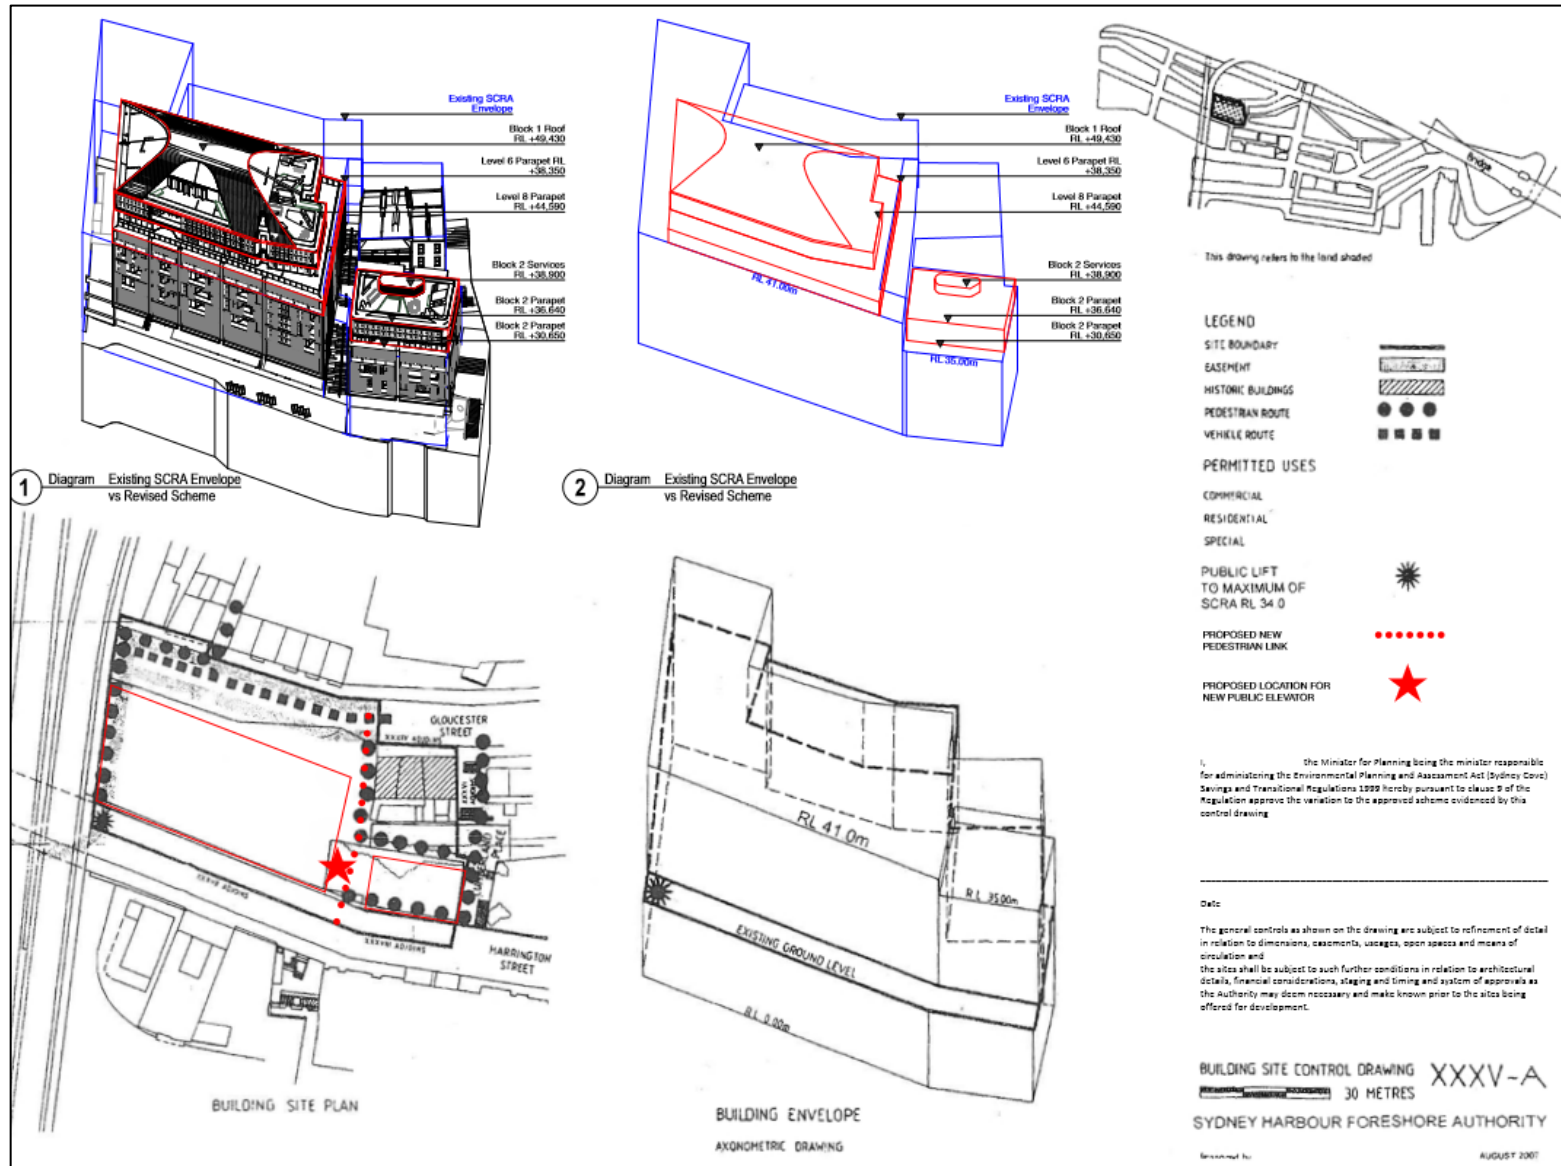 Existing SCRA
Envelope
Block 1 Roof
RL +49,430
Level 6 Parapet RL
+38,350
Level 8 Parapet
RL +44,590
Block 2 Services
RL +38,900
Block 2 Parapet
RL +36.640
Block 2 Parapet
RL +30,650
1 Diagram Existing SCRA Envelope
vs Revised Scheme
Existing SCRA
Envelope
Block 1 Roof
RL +49,430
Level 6 Parapet RL
+38,350
Level 8 Parapet
RL +44,590
Block 2 Services
RL +38,900
Block 2 Parapet
RL +36.640
Block 2 Parapet
RL +30,650
RL 41.00m
RL 35.00m
2 Diagram Existing SCRA Envelope
vs Revised Scheme
Bridge
This drawing refers to the land shaded
LEGEND
SITE BOUNDARY
EASEMENT
HISTORIC BUILDINGS
PEDESTRIAN ROUTE
VEHICLE ROUTE
PERMITTED USES
COMMERCIAL
RESIDENTIAL
SPECIAL
PUBLIC LIFT
TO MAXIMUM OF
SCRA RL 34.0
PROPOSED NEW
PEDESTRIAN LINK
PROPOSED LOCATION FOR
NEW PUBLIC ELEVATOR
I, the Minister for Planning being the minister responsible
for administering the Environmental Planning and Assessment Act (Sydney Cove)
Savings and Transitional Regulations 1999 hereby pursuant to clause 9 of the
Regulation approve the variation to the approved scheme evidenced by this
control drawing
Date
The general controls as shown on the drawing are subject to refinement of detail
in relation to dimensions, easements, useages, open spaces and means of
circulation and
the sites shall be subject to such further conditions in relation to architectural
details, financial considerations, staging and timing and system of approvals as
the Authority may deem necessary and make known prior to the sites being
offered for development.
BUILDING SITE CONTROL DRAWING XXXV-A
30 METRES
SYDNEY HARBOUR FORESHORE AUTHORITY
AUGUST 2007
GLOUCESTER
STREET
XXXIV ADJOINS
PLACE
XXXVII ADJOINS
XXXVIII ADJOINS
HARRINGTON
STREET
BUILDING SITE PLAN
RL 41.0m
R L 35.00m
EXISTING GROUND LEVEL
R L 0.00m
BUILDING ENVELOPE
AXONOMETRIC DRAWING